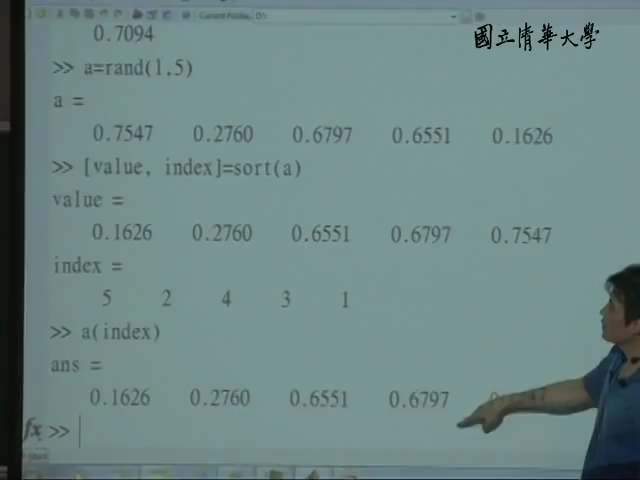 Current Folder: D:\
國立清華大學
0.7094
>> a=rand(1,5)
a =
0.7547 0.2760 0.6797 0.6551 0.1626
>> [value, index]=sort(a)
value =
0.1626 0.2760 0.6551 0.6797 0.7547
index =
5 2 4 3 1
>> a(index)
ans =
0.1626 0.2760 0.6551 0.6797
fx >>